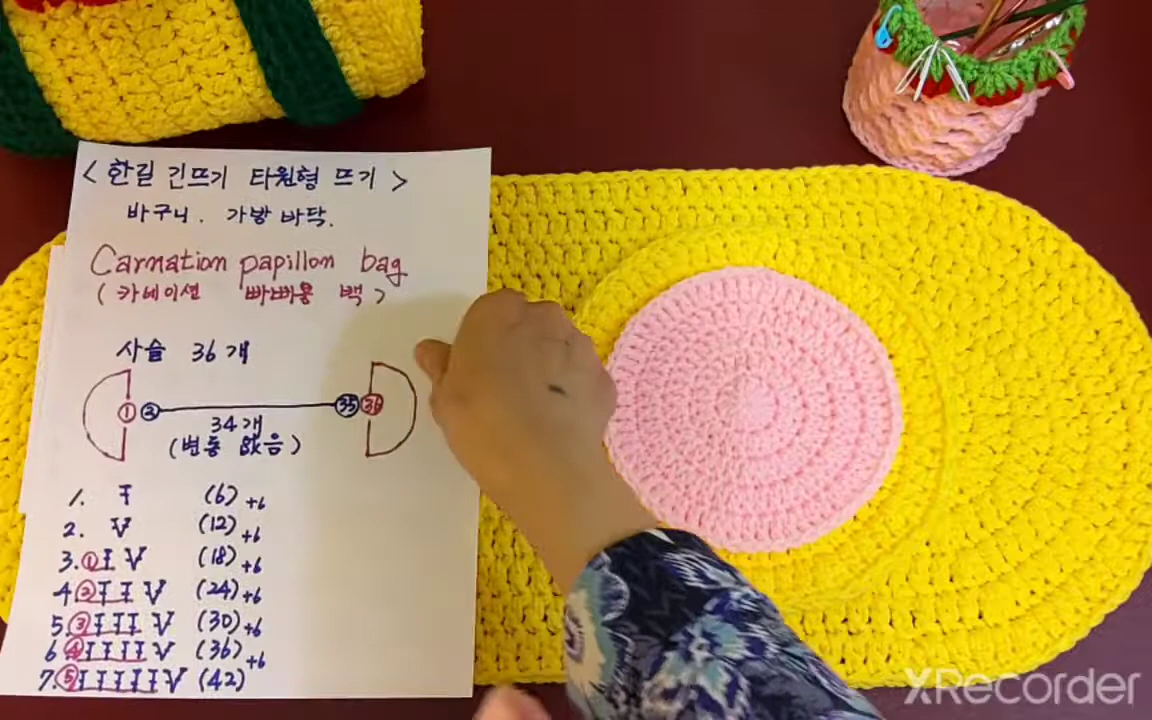 < 한길 긴뜨기 타원형 뜨기 >
바구니. 가방 바닥.
Carnation papillon bag
( 카네이션 빠삐용 백 )
사슬 36 개
① ② ㉟ ㊱
34 개
(변동 없음)
1. (6) +6
2. V (12) +6
3. ① V (18) +6
4 ② V (24) +6
5 ③ V (30) +6
6 ④ V (36) +6
7. ⑤ V (42)
XRecorder